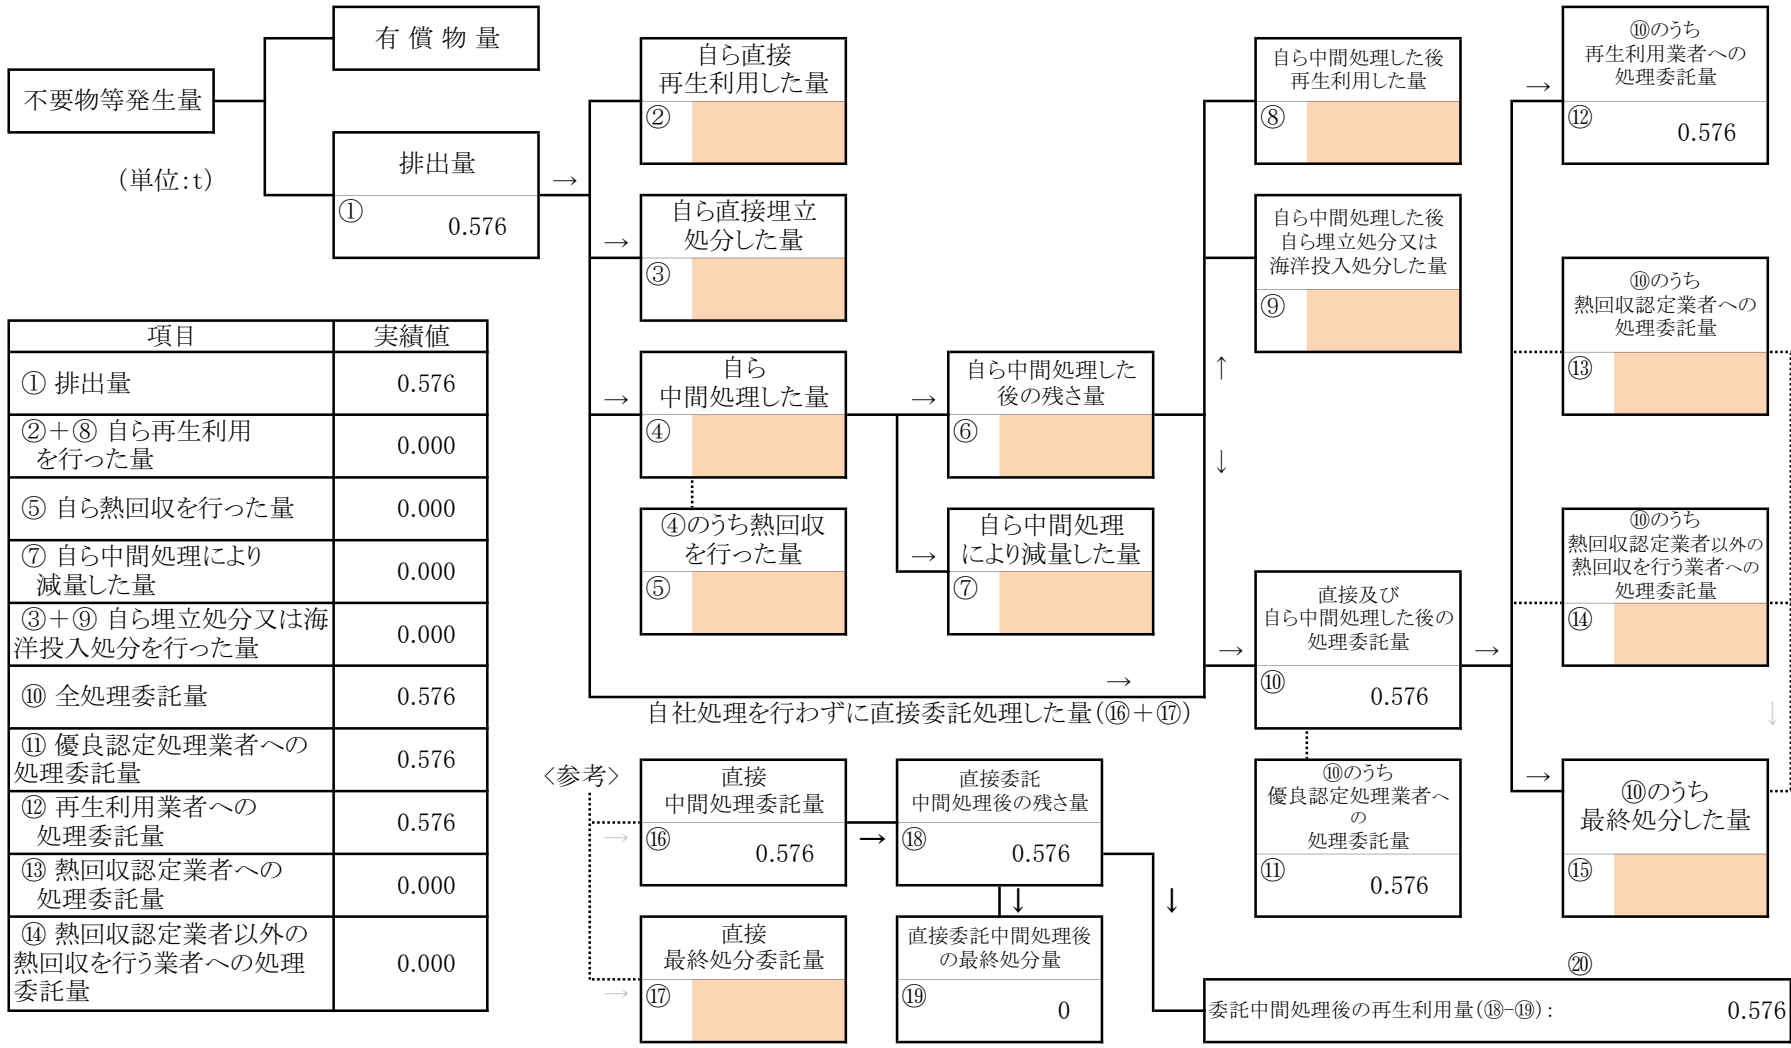 有 償 物 量
不要物等発生量
(単位:t)
排出量
①
0.576
→
自ら直接
再生利用した量
②
→
自ら直接埋立
処分した量
③
→
自ら
中間処理した量
④
④のうち熱回収
を行った量
⑤
→
自ら中間処理した
後の残さ量
⑥
→
自ら中間処理
により減量した量
⑦
↑
↓
自ら中間処理した後
再生利用した量
⑧
自ら中間処理した後
自ら埋立処分又は
海洋投入処分した量
⑨
→
自社処理を行わずに直接委託処理した量(⑯+⑰)
→
直接及び
自ら中間処理した後の
処理委託量
⑩
0.576
→
⑩のうち
優良認定処理業者へ
の
処理委託量
⑪
0.576
→
⑩のうち
再生利用業者への
処理委託量
⑫
0.576
⑩のうち
熱回収認定業者への
処理委託量
⑬
⑩のうち
熱回収認定業者以外の
熱回収を行う業者への
処理委託量
⑭
↓
→
⑩のうち
最終処分した量
⑮
項目 実績値
① 排出量 0.576
②+⑧ 自ら再生利用
を行った量
0.000
⑤ 自ら熱回収を行った量 0.000
⑦ 自ら中間処理により
減量した量
0.000
③+⑨ 自ら埋立処分又は海
洋投入処分を行った量
0.000
⑩ 全処理委託量 0.576
⑪ 優良認定処理業者への
処理委託量
0.576
⑫ 再生利用業者への
処理委託量
0.576
⑬ 熱回収認定業者への
処理委託量
0.000
⑭ 熱回収認定業者以外の
熱回収を行う業者への処理
委託量
0.000
〈参考〉
→
直接
中間処理委託量
⑯
0.576
→
直接委託
中間処理後の残さ量
⑱
0.576
↓
↓
→
直接
最終処分委託量
⑰
直接委託中間処理後
の最終処分量
⑲
0
⑳
委託中間処理後の再生利用量(⑱-⑲): 0.576